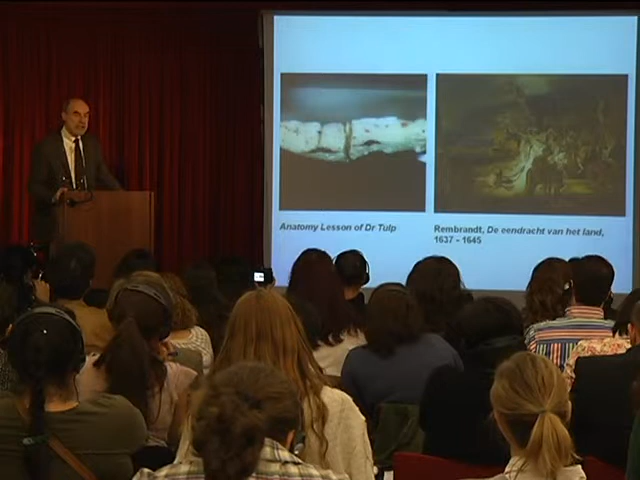 Anatomy Lesson of Dr Tulp
Rembrandt, De eendracht van het land,
1637 - 1645